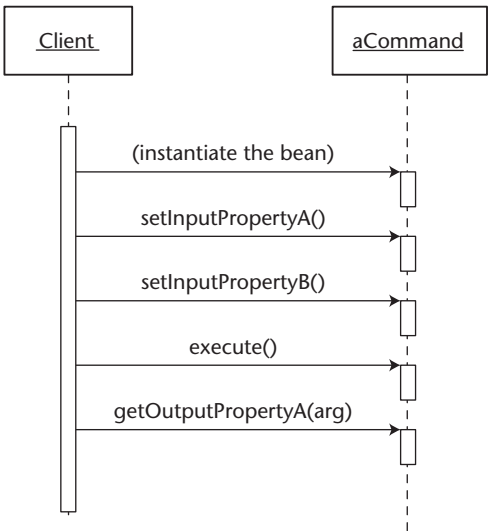 Client
aCommand
(instantiate the bean)
setInputPropertyA()
setInputPropertyB()
execute()
getOutputPropertyA(arg)